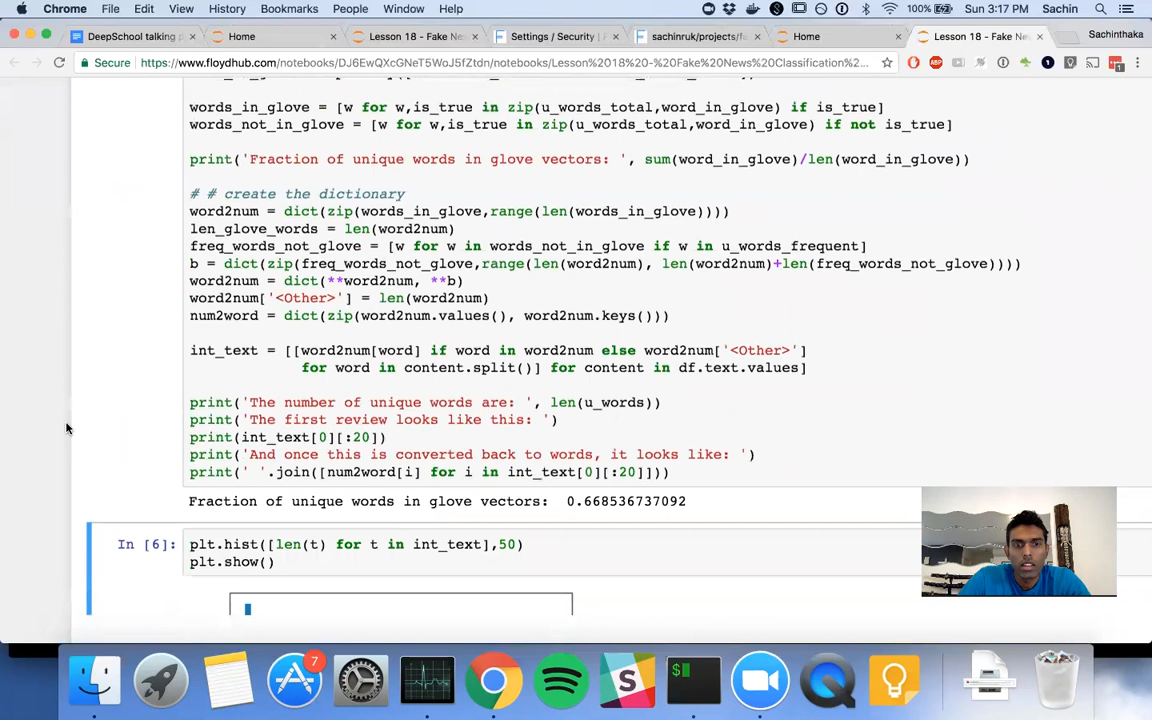 Chrome File Edit View History Bookmarks People Window Help 100% Sun 3:17 PM Sachin
DeepSchool talking p Home Lesson 18 - Fake Ne Settings / Security | F sachinruk/projects/fa Home Lesson 18 - Fake Ne Sachinthaka
Secure https://www.floydhub.com/notebooks/DJ6EwQXcGNeT5WoJ5fZtdn/notebooks/Lesson%2018%20-%20Fake%20News%20Classification%2...
words_in_glove = [w for w,is_true in zip(u_words_total,word_in_glove) if is_true]
words_not_in_glove = [w for w,is_true in zip(u_words_total,word_in_glove) if not is_true]
print('Fraction of unique words in glove vectors: ', sum(word_in_glove)/len(word_in_glove))
# # create the dictionary
word2num = dict(zip(words_in_glove,range(len(words_in_glove))))
len_glove_words = len(word2num)
freq_words_not_glove = [w for w in words_not_in_glove if w in u_words_frequent]
b = dict(zip(freq_words_not_glove,range(len(word2num), len(word2num)+len(freq_words_not_glove))))
word2num = dict(**word2num, **b)
word2num['<Other>'] = len(word2num)
num2word = dict(zip(word2num.values(), word2num.keys()))
int_text = [[word2num[word] if word in word2num else word2num['<Other>']
for word in content.split()] for content in df.text.values]
print('The number of unique words are: ', len(u_words))
print('The first review looks like this: ')
print(int_text[0][:20])
print('And once this is converted back to words, it looks like: ')
print(' '.join([num2word[i] for i in int_text[0][:20]]))
Fraction of unique words in glove vectors: 0.668536737092
In [6]: plt.hist([len(t) for t in int_text],50)
plt.show()
7